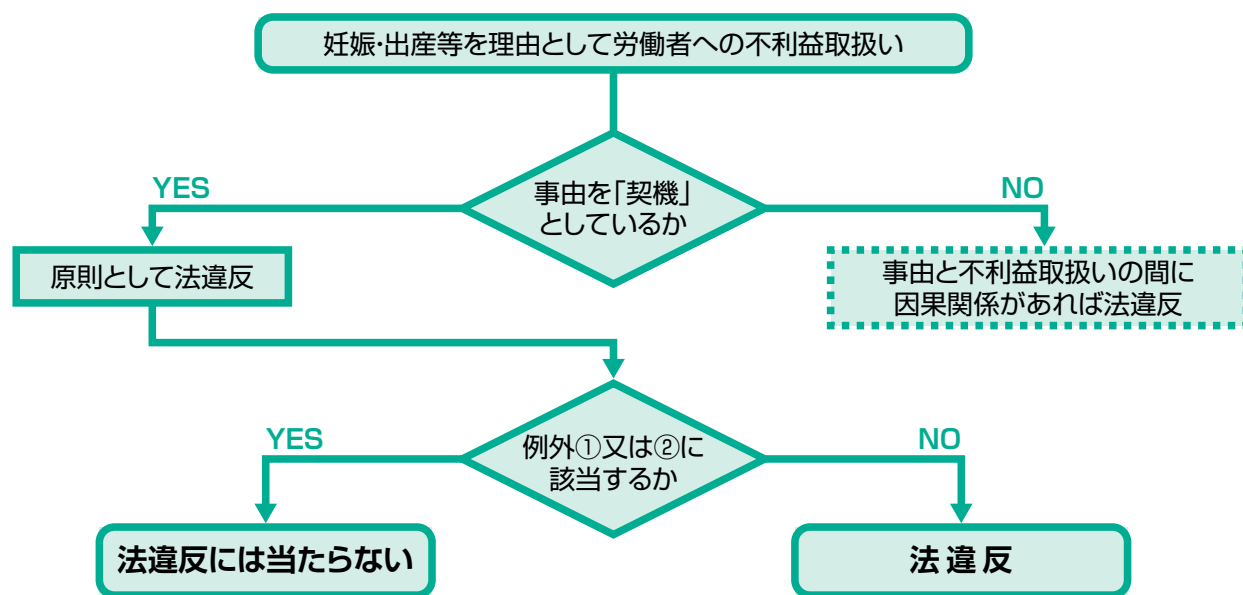 妊娠・出産等を理由として労働者への不利益取扱い
事由を「契機」
としているか
YES
NO
原則として法違反
事由と不利益取扱いの間に
因果関係があれば法違反
例外①又は②に
該当するか
YES
NO
法違反には当たらない
法違反